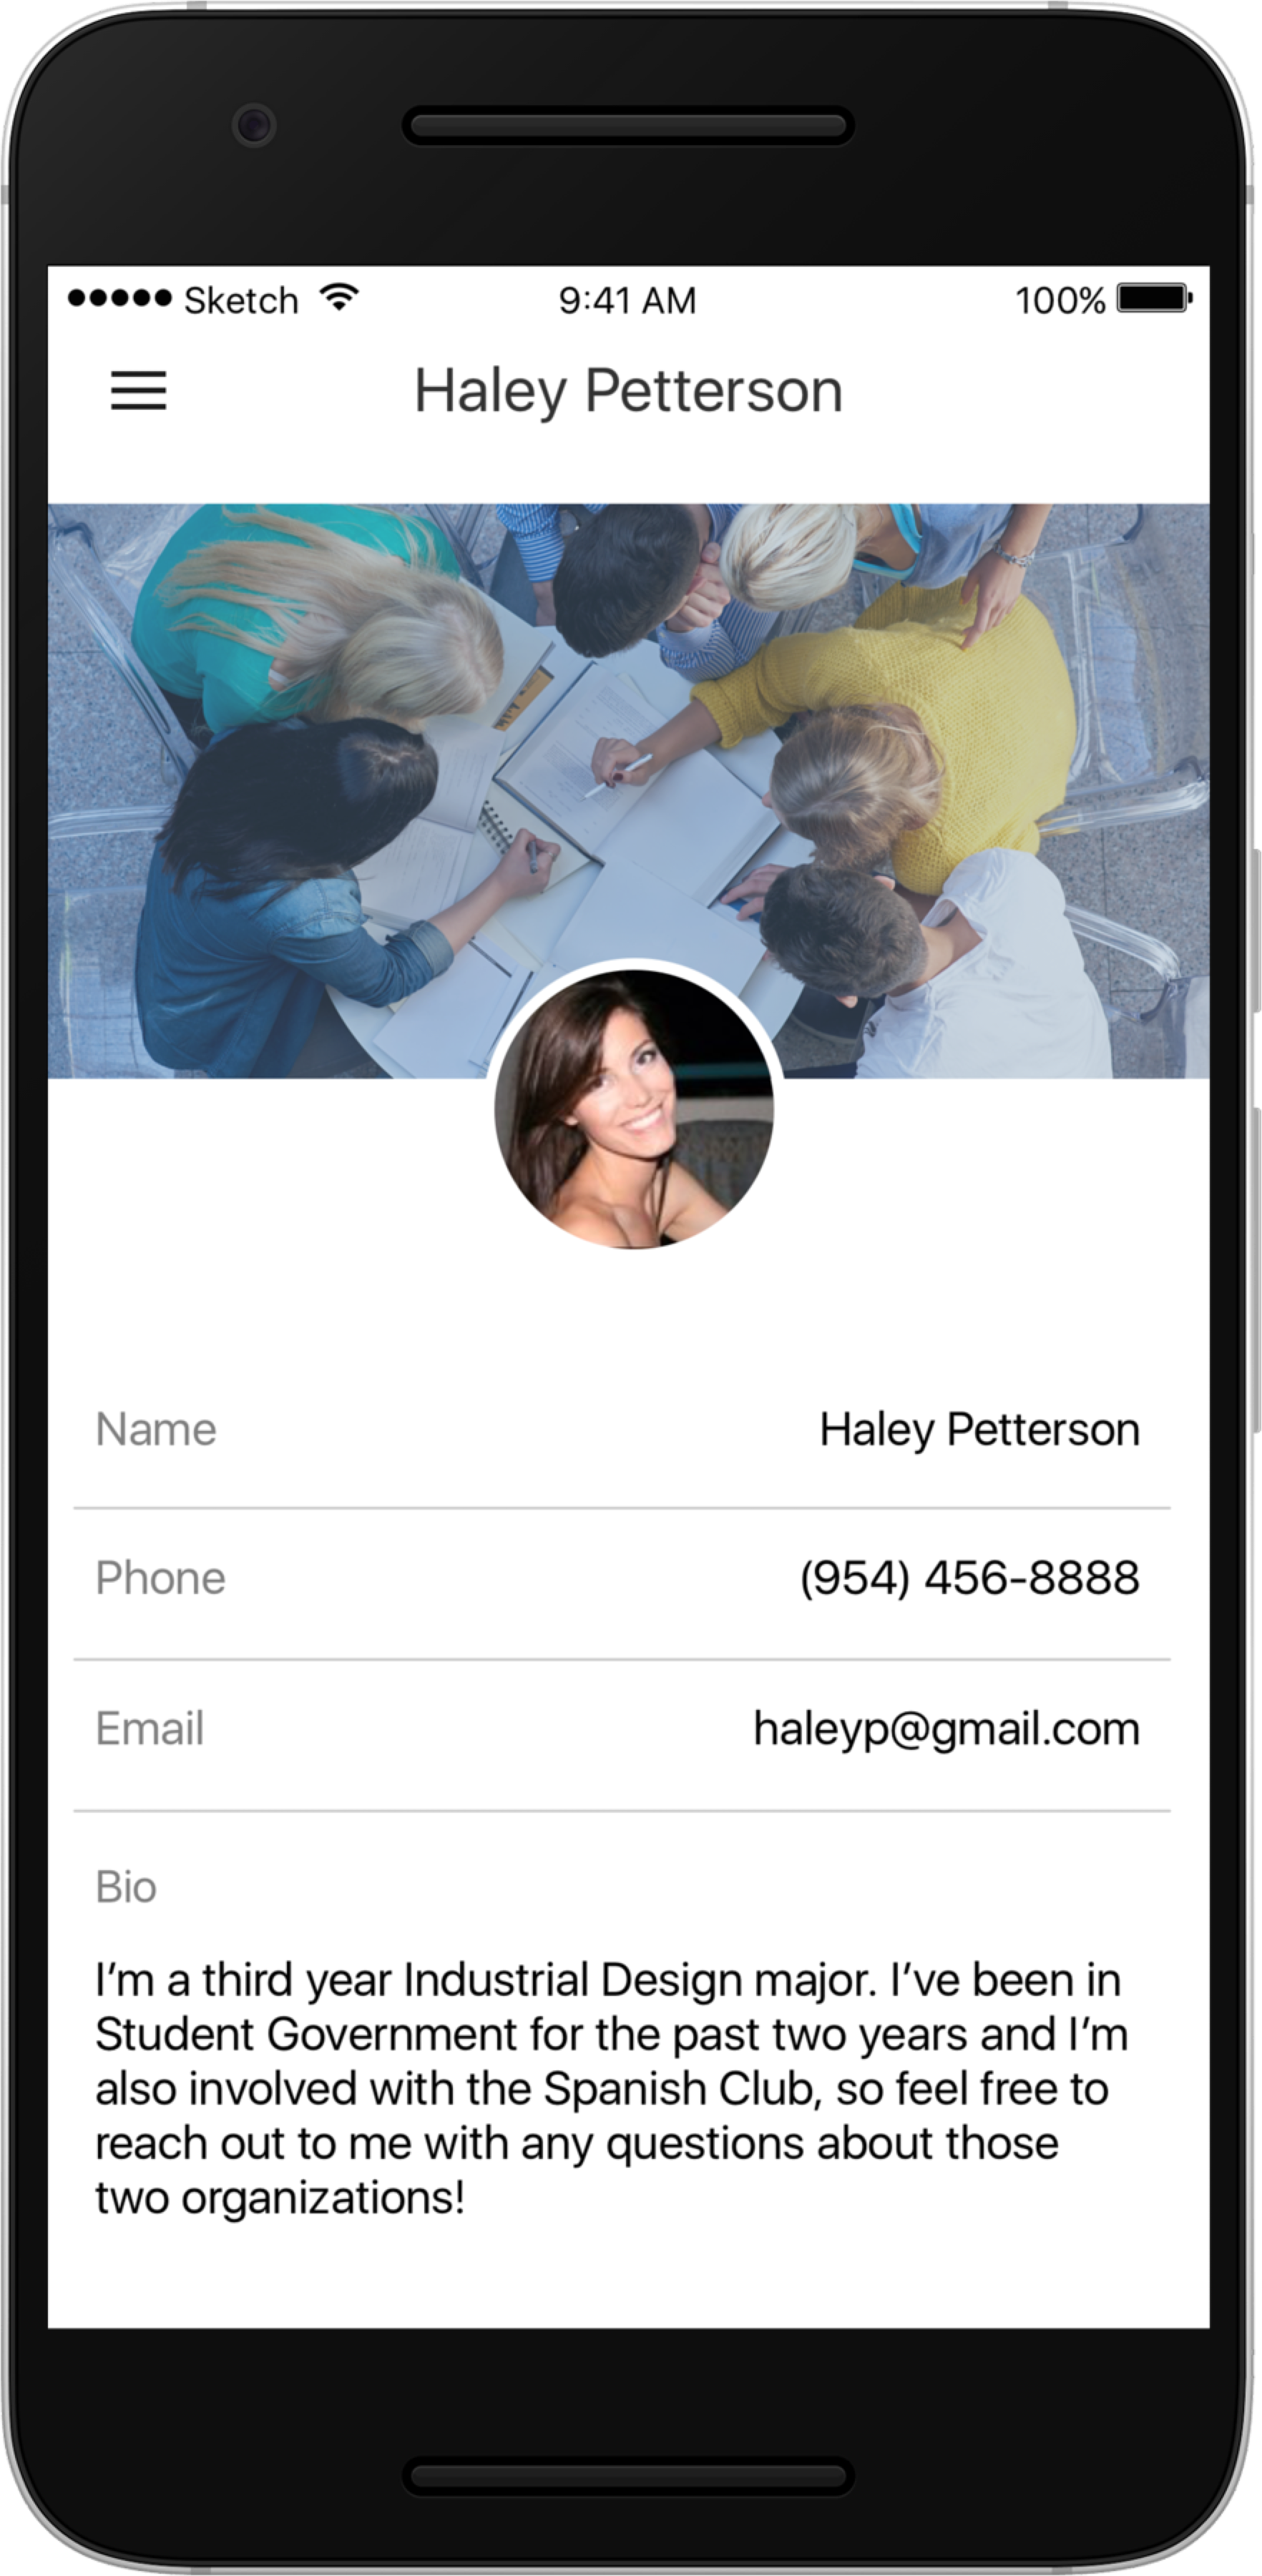 Sketch 9:41 AM 100%
Haley Petterson
Name Haley Petterson
Phone (954) 456-8888
Email haleyp@gmail.com
Bio
I’m a third year Industrial Design major. I’ve been in
Student Government for the past two years and I’m
also involved with the Spanish Club, so feel free to
reach out to me with any questions about those
two organizations!